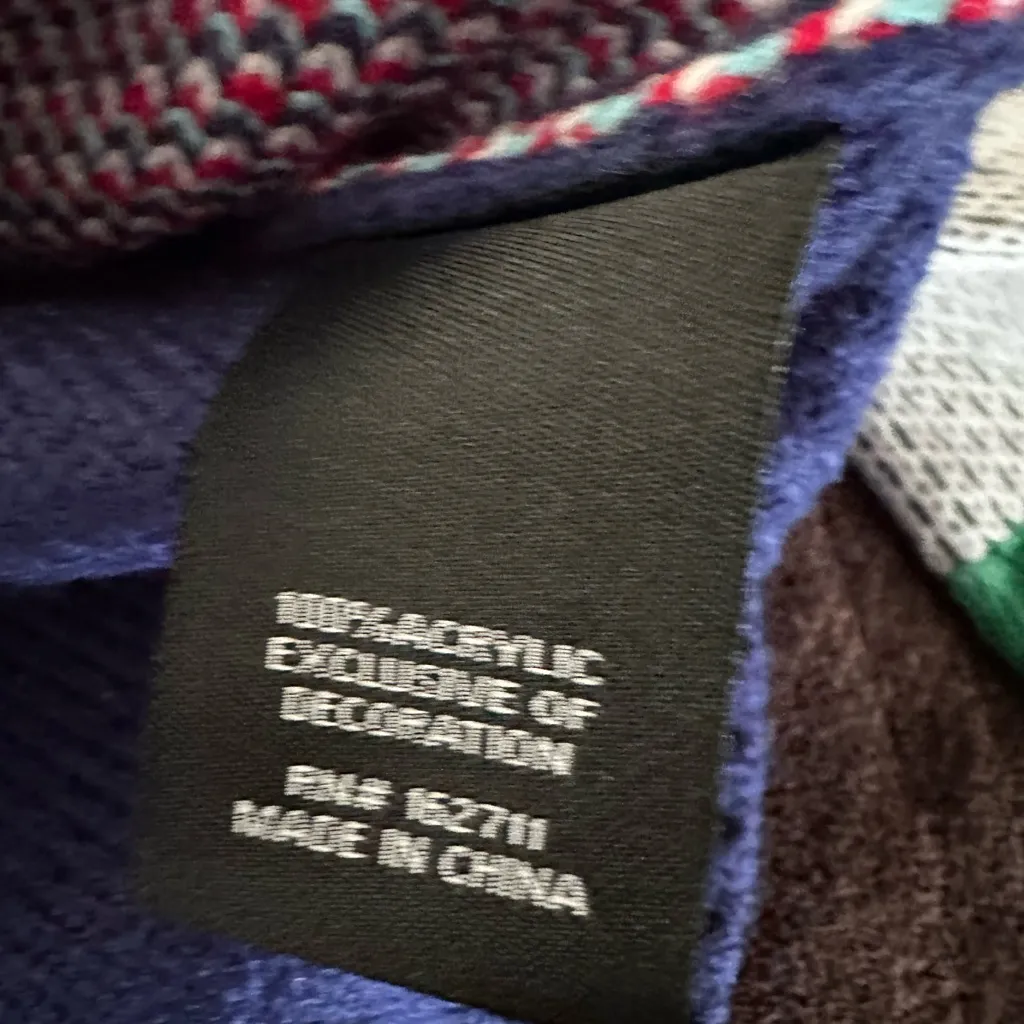 100% ACRYLIC
EXCLUSIVE OF
DECORATION
RN# 162711
MADE IN CHINA